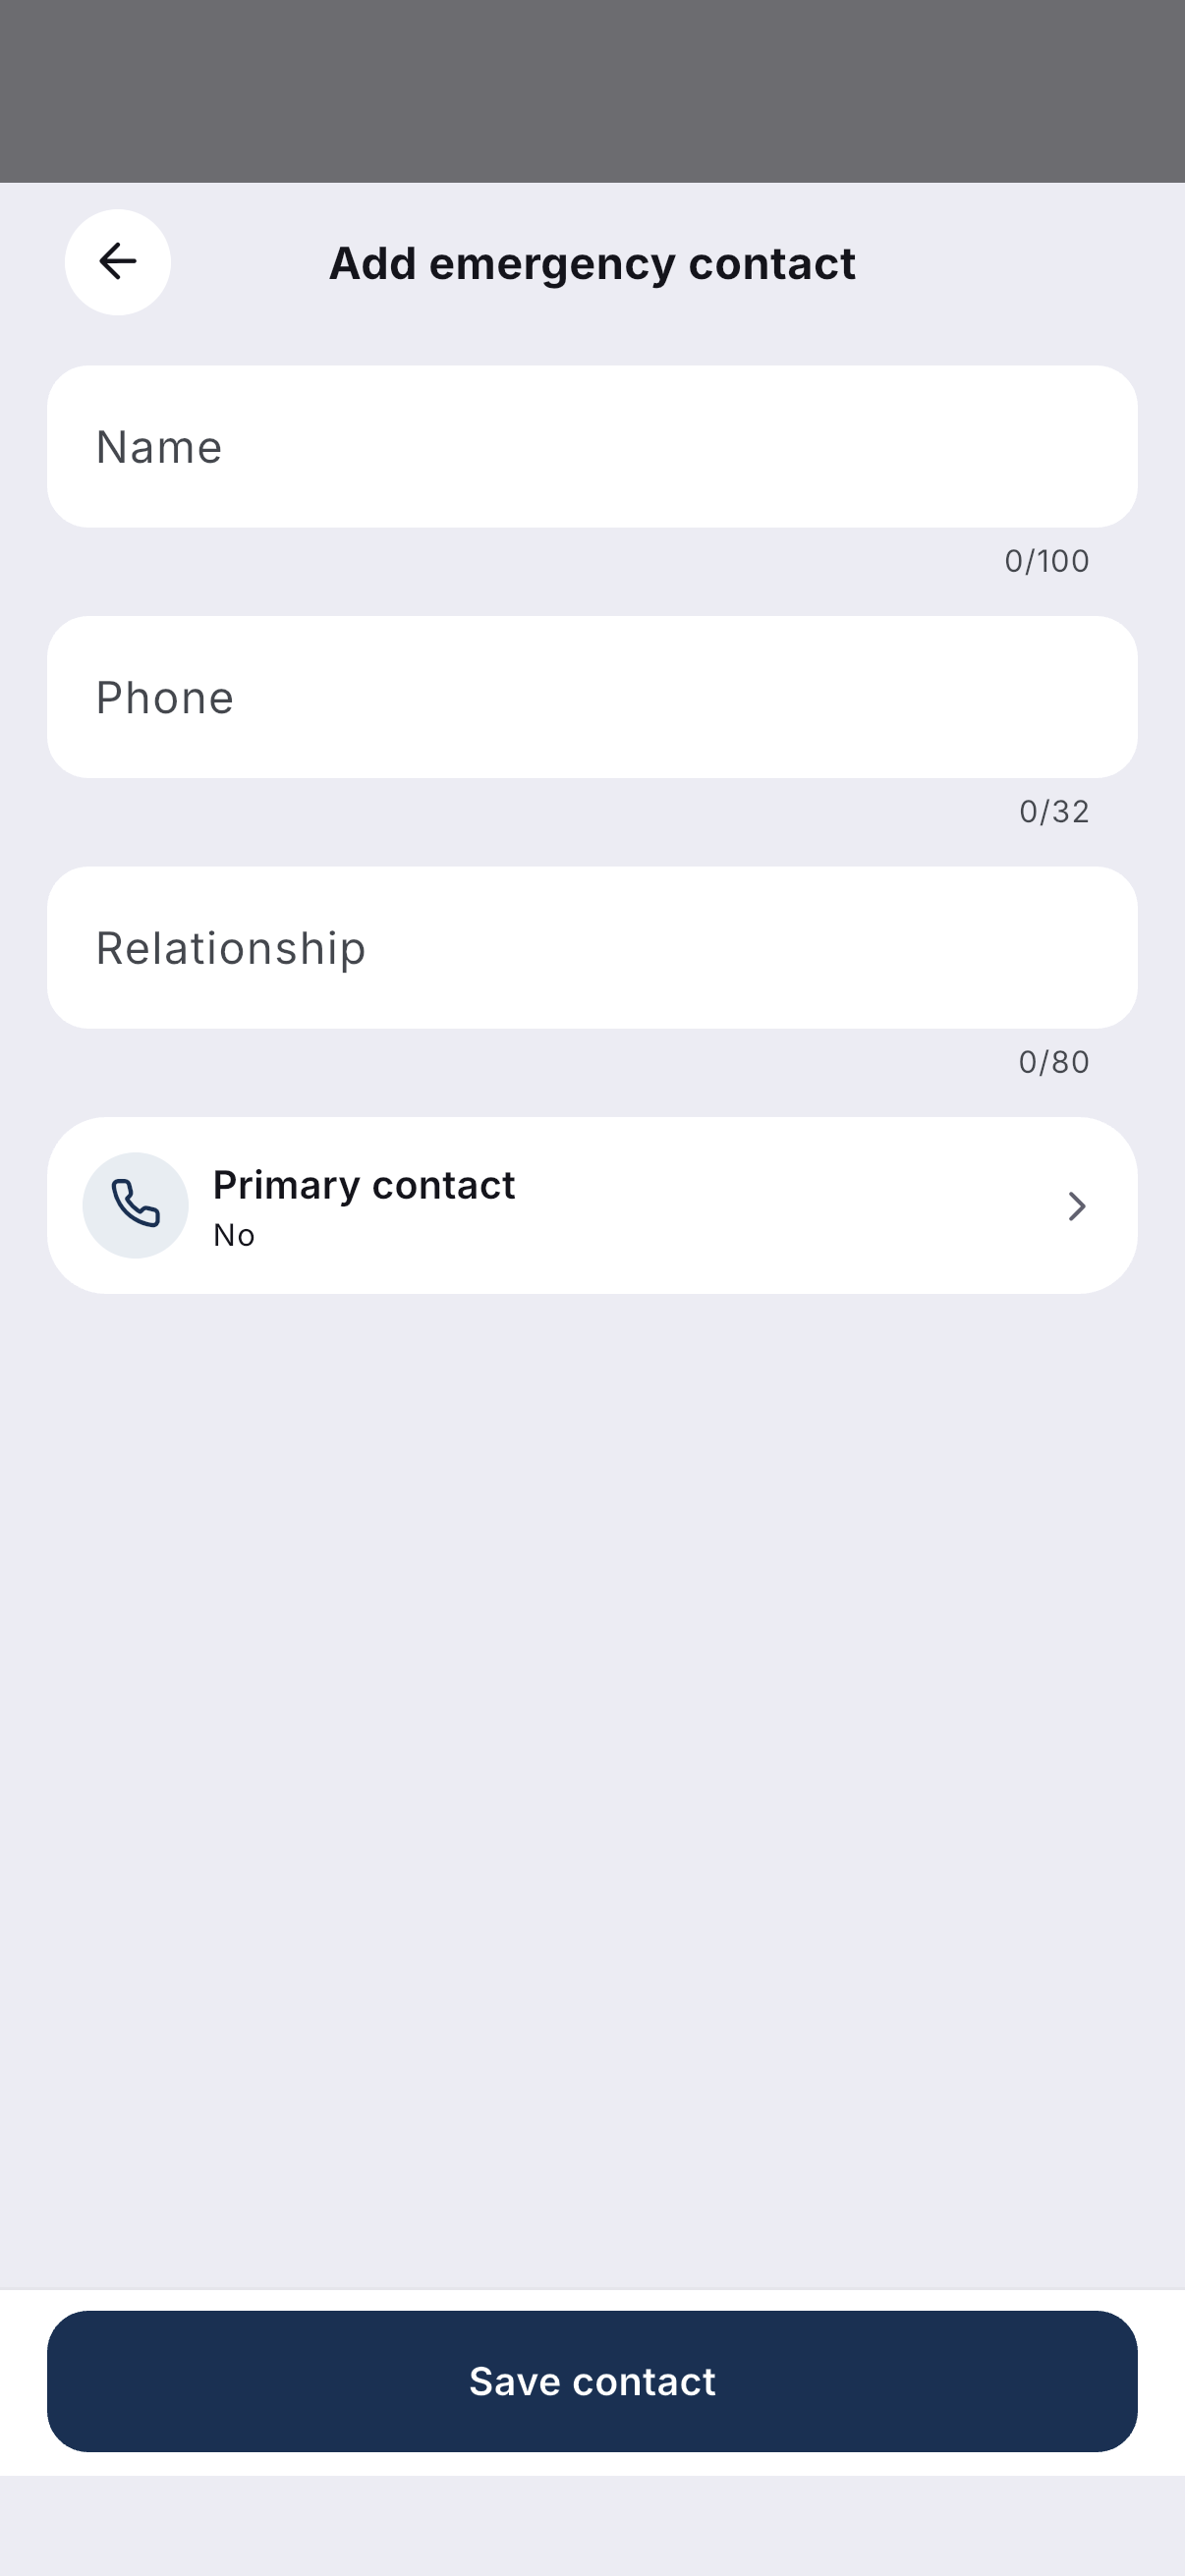 Add emergency contact
Name
0/100
Phone
0/32
Relationship
0/80
Primary contact
No
Save contact